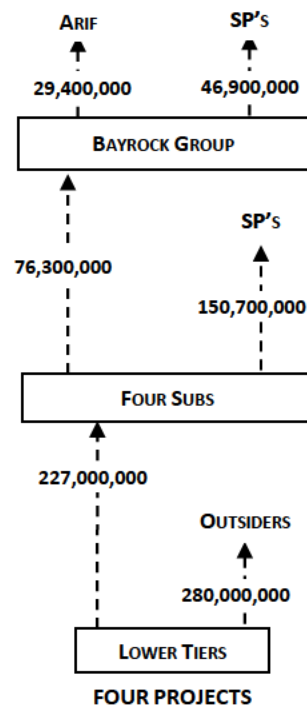 ARIF SP'S
29,400,000 46,900,000
BAYROCK GROUP
SP'S
76,300,000
150,700,000
FOUR SUBS
227,000,000
OUTSIDERS
280,000,000
LOWER TIERS
FOUR PROJECTS